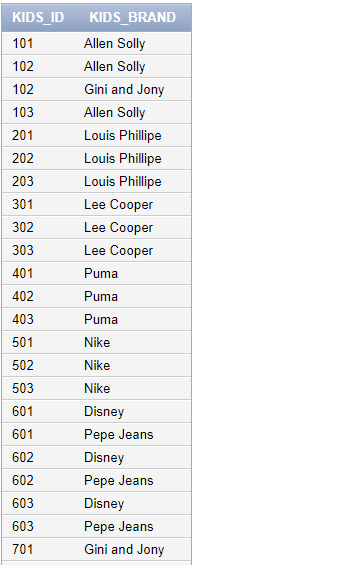 KIDS_ID KIDS_BRAND
101 Allen Solly
102 Allen Solly
102 Gini and Jony
103 Allen Solly
201 Louis Phillipe
202 Louis Phillipe
203 Louis Phillipe
301 Lee Cooper
302 Lee Cooper
303 Lee Cooper
401 Puma
402 Puma
403 Puma
501 Nike
502 Nike
503 Nike
601 Disney
601 Pepe Jeans
602 Disney
602 Pepe Jeans
603 Disney
603 Pepe Jeans
701 Gini and Jony